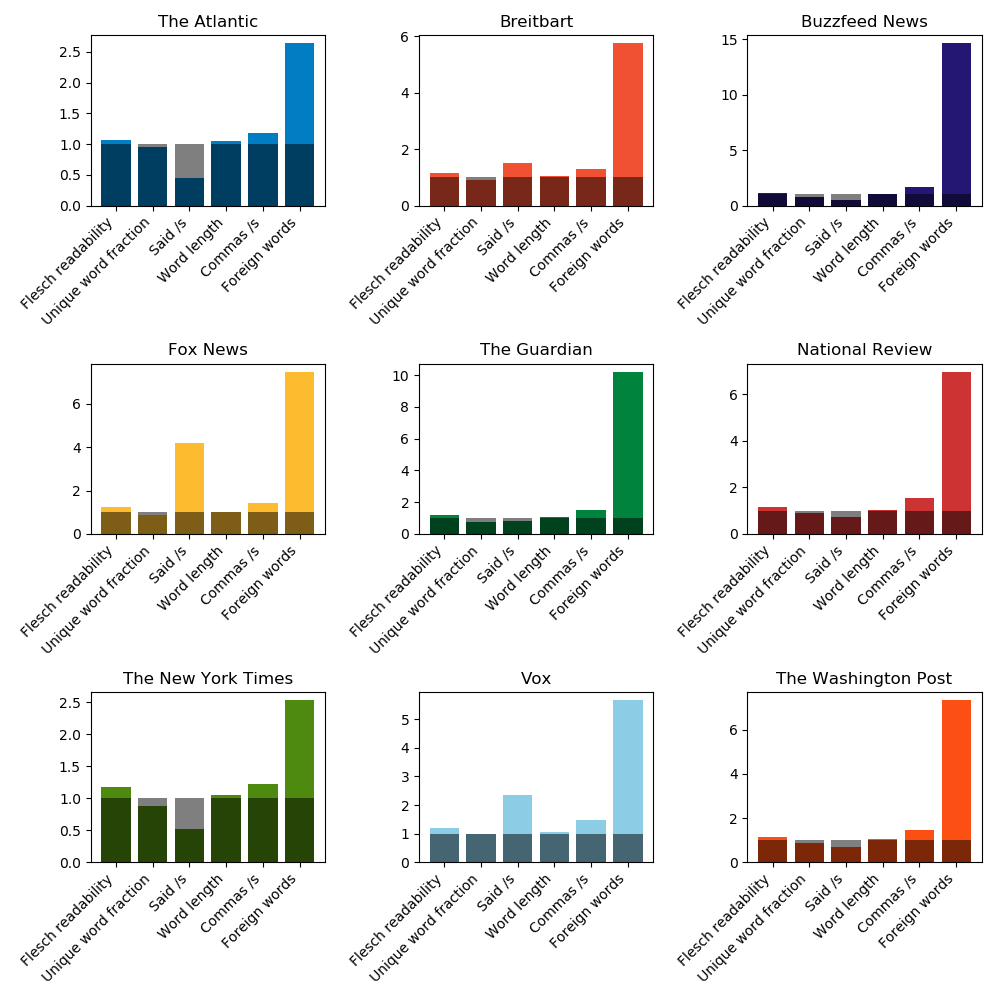 The Atlantic
2.5
2.0
1.5
1.0
0.5
0.0
Flesch readability
Unique word fraction
Said /s
Word length
Commas /s
Foreign words
Breitbart
6
4
2
0
Flesch readability
Unique word fraction
Said /s
Word length
Commas /s
Foreign words
Buzzfeed News
15
10
5
0
Flesch readability
Unique word fraction
Said /s
Word length
Commas /s
Foreign words
Fox News
6
4
2
0
Flesch readability
Unique word fraction
Said /s
Word length
Commas /s
Foreign words
The Guardian
10
8
6
4
2
0
Flesch readability
Unique word fraction
Said /s
Word length
Commas /s
Foreign words
National Review
6
4
2
0
Flesch readability
Unique word fraction
Said /s
Word length
Commas /s
Foreign words
The New York Times
2.5
2.0
1.5
1.0
0.5
0.0
Flesch readability
Unique word fraction
Said /s
Word length
Commas /s
Foreign words
Vox
5
4
3
2
1
0
Flesch readability
Unique word fraction
Said /s
Word length
Commas /s
Foreign words
The Washington Post
6
4
2
0
Flesch readability
Unique word fraction
Said /s
Word length
Commas /s
Foreign words